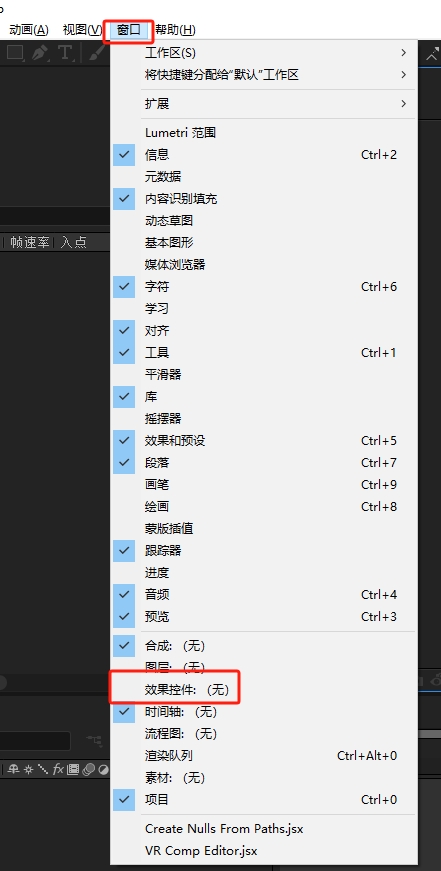 动画(A) 视图(V) 窗口 帮助(H)
工作区(S)
将快捷键分配给"默认"工作区
扩展
Lumetri 范围
信息 Ctrl+2
元数据
帧速率 入点
内容识别填充
动态草图
基本图形
媒体浏览器
字符 Ctrl+6
学习
对齐
工具 Ctrl+1
平滑器
库
摇摆器
效果和预设 Ctrl+5
段落 Ctrl+7
画笔 Ctrl+9
绘画 Ctrl+8
蒙版插值
跟踪器
进度
音频 Ctrl+4
预览 Ctrl+3
合成: (无)
图层: (无)
效果控件: (无)
时间轴: (无)
流程图: (无)
渲染队列 Ctrl+Alt+0
素材: (无)
项目 Ctrl+0
Create Nulls From Paths.jsx
VR Comp Editor.jsx